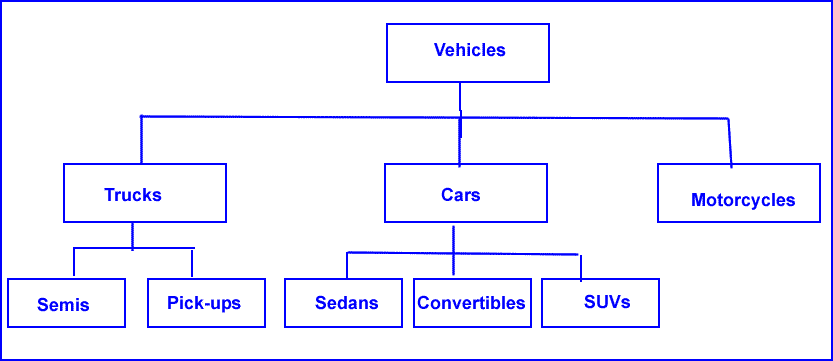 Vehicles
Trucks
Cars
Motorcycles
Semis
Pick-ups
Sedans
Convertibles
SUVs